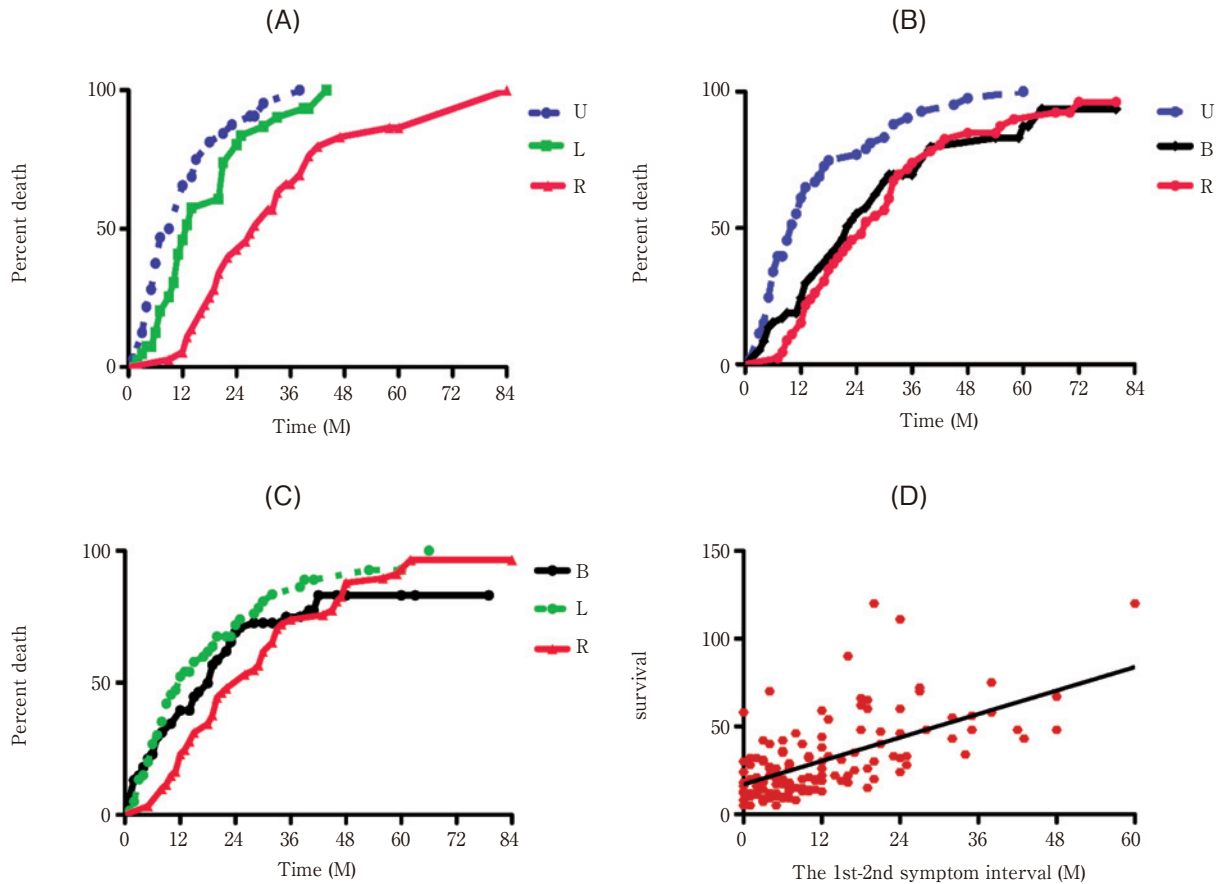 (A)
100
50
0
Percent death
0 12 24 36 48 60 72 84
Time (M)
U
L
R
(B)
100
50
0
Percent death
0 12 24 36 48 60 72 84
Time (M)
U
B
R
(C)
100
50
0
Percent death
0 12 24 36 48 60 72 84
Time (M)
B
L
R
(D)
150
100
50
0
survival
0 12 24 36 48 60
The 1st-2nd symptom interval (M)